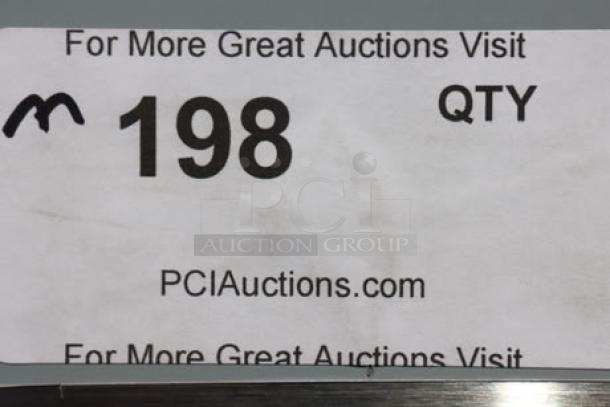 For More Great Auctions Visit
m 198 QTY
PCI
AUCTION GROUP
PCIAuctions.com
For More Great Auctions Visit